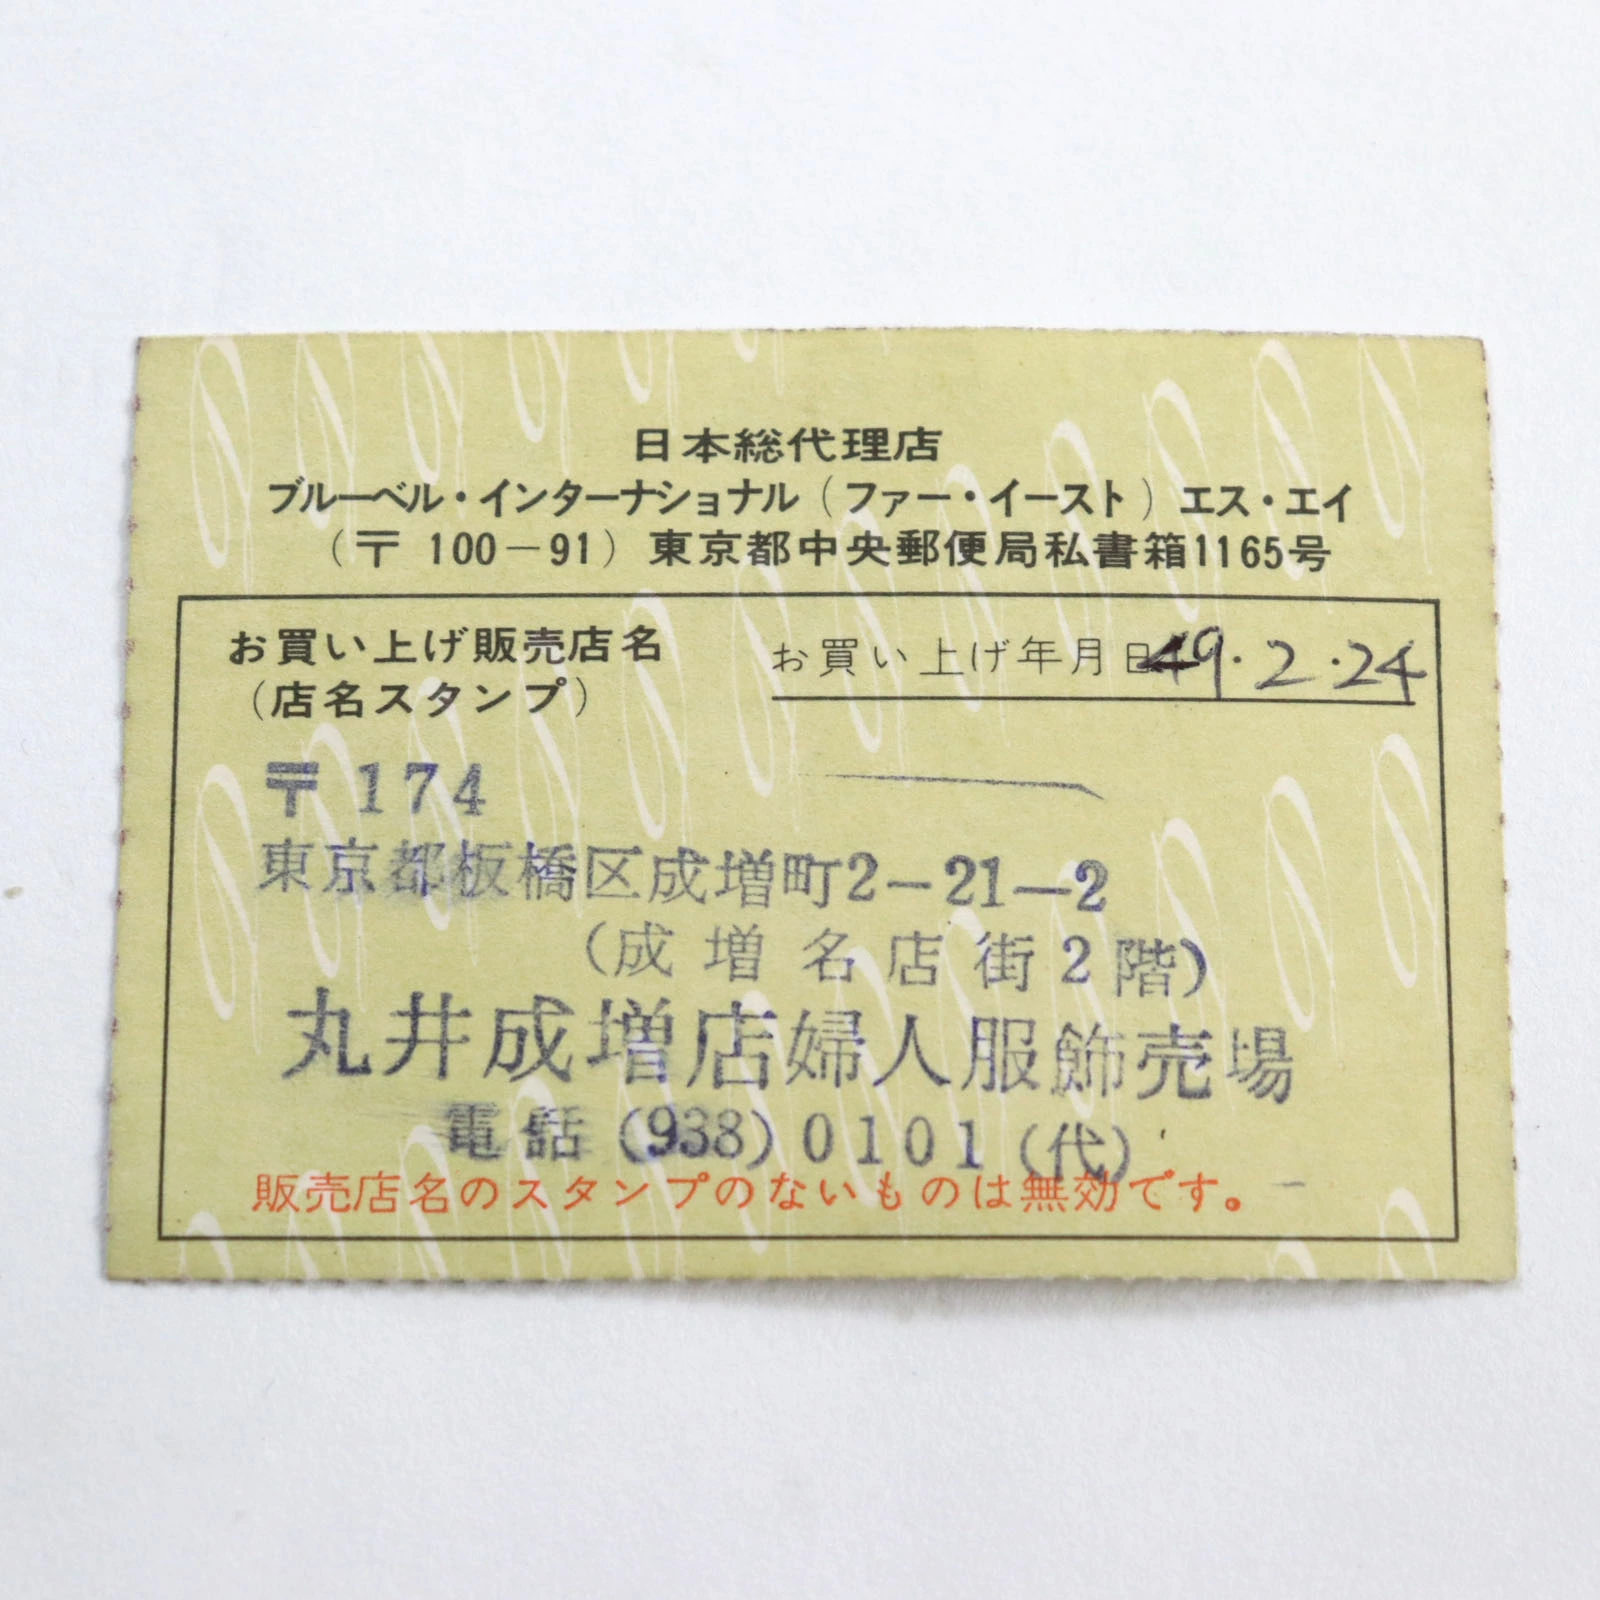 日本総代理店
ブルーベル・インターナショナル（ファー・イースト）エス・エイ
（〒 100－91）東京都中央郵便局私書箱1165号
お買い上げ販売店名
（店名スタンプ）
お買い上げ年月日 49.2.24
〒174
東京都板橋区成増町2－21－2
（成増名店街2階）
丸井成増店婦人服飾売場
電話（938）0101（代）
販売店名のスタンプのないものは無効です。